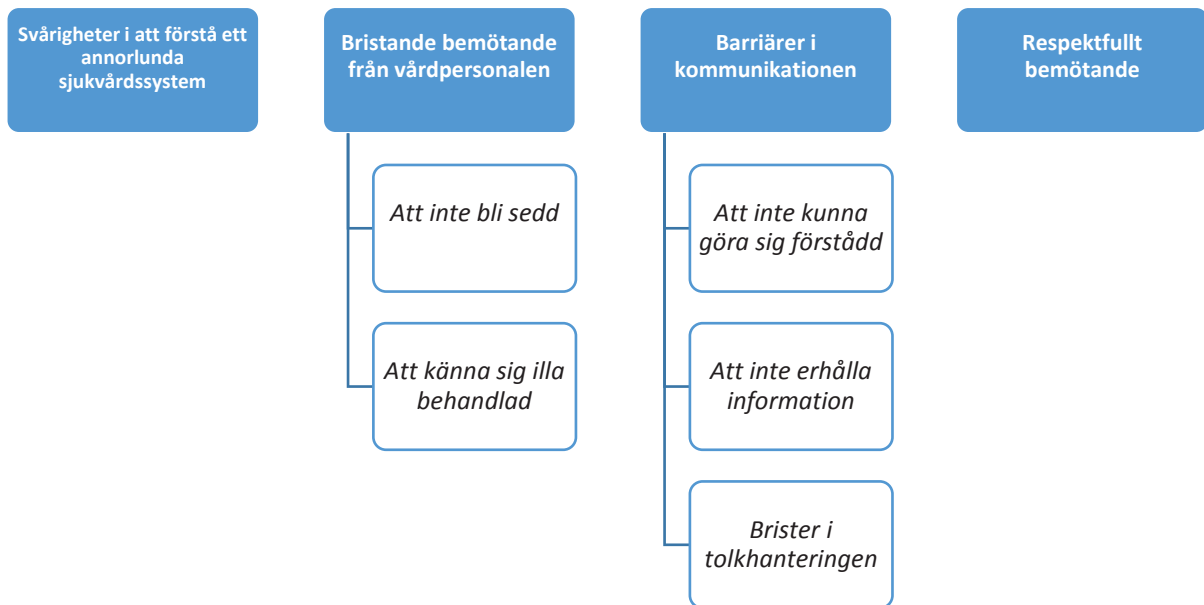 Svårigheter i att förstå ett
annorlunda
sjukvårdssystem
Bristande bemötande
från vårdpersonalen
Att inte bli sedd
Att känna sig illa
behandlad
Barriärer i
kommunikationen
Att inte kunna
göra sig förstådd
Att inte erhålla
information
Brister i
tolkhanteringen
Respektfullt
bemötande